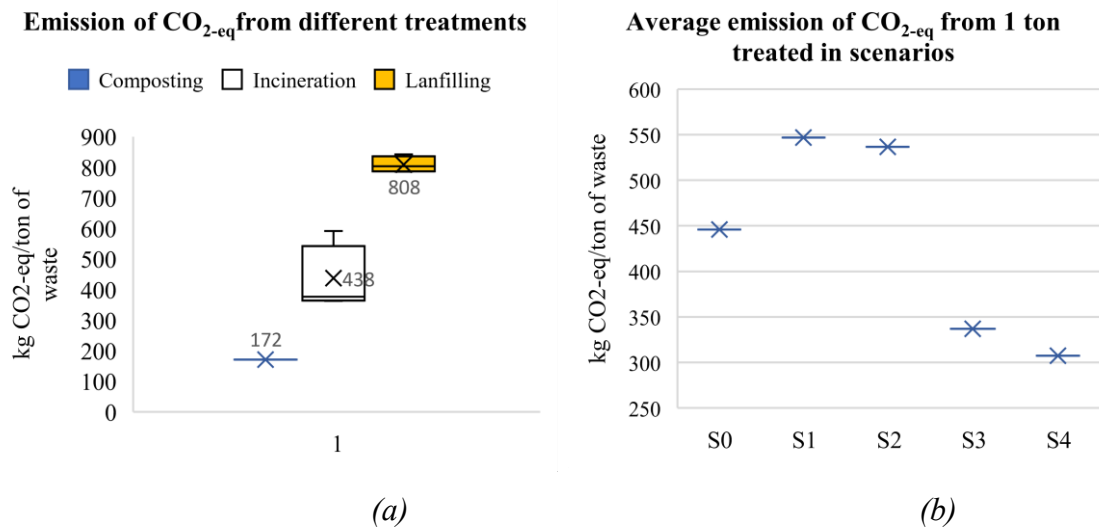 Emission of CO2-eq from different treatments
Composting Incineration Lanfilling
kg CO2-eq/ton of
waste
900
800
700
600
500
400
300
200
100
0
172
438
808
1
(a)
Average emission of CO2-eq from 1 ton
treated in scenarios
kg CO2-eq/ton of waste
600
550
500
450
400
350
300
250
S0 S1 S2 S3 S4
(b)